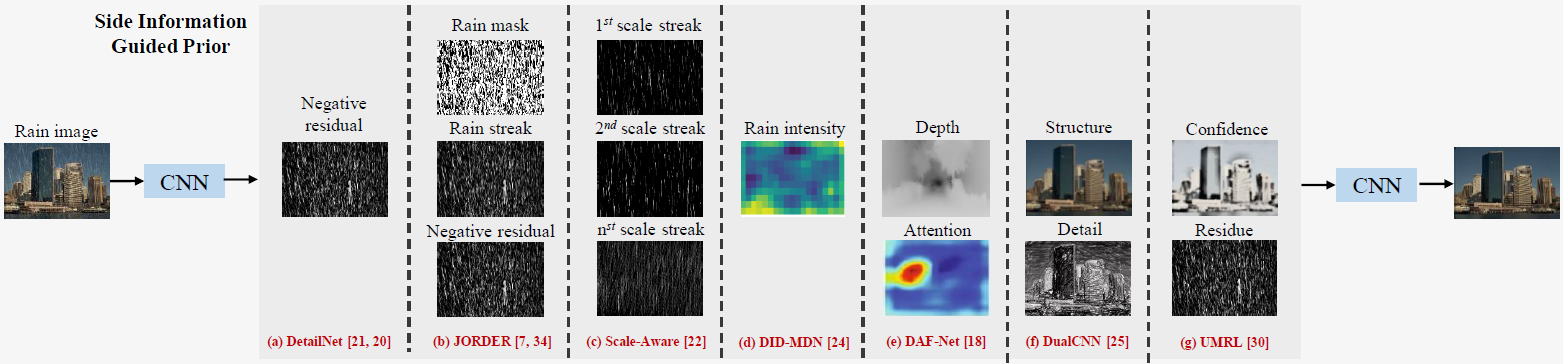 Side Information
Guided Prior
Rain image
CNN
Negative
residual
(a) DetailNet [21, 20]
Rain mask
Rain streak
Negative residual
(b) JORDER [7, 34]
1st scale streak
2nd scale streak
nst scale streak
(c) Scale-Aware [22]
Rain intensity
(d) DID-MDN [24]
Depth
Attention
(e) DAF-Net [18]
Structure
Detail
(f) DualCNN [25]
Confidence
Residue
(g) UMRL [30]
CNN